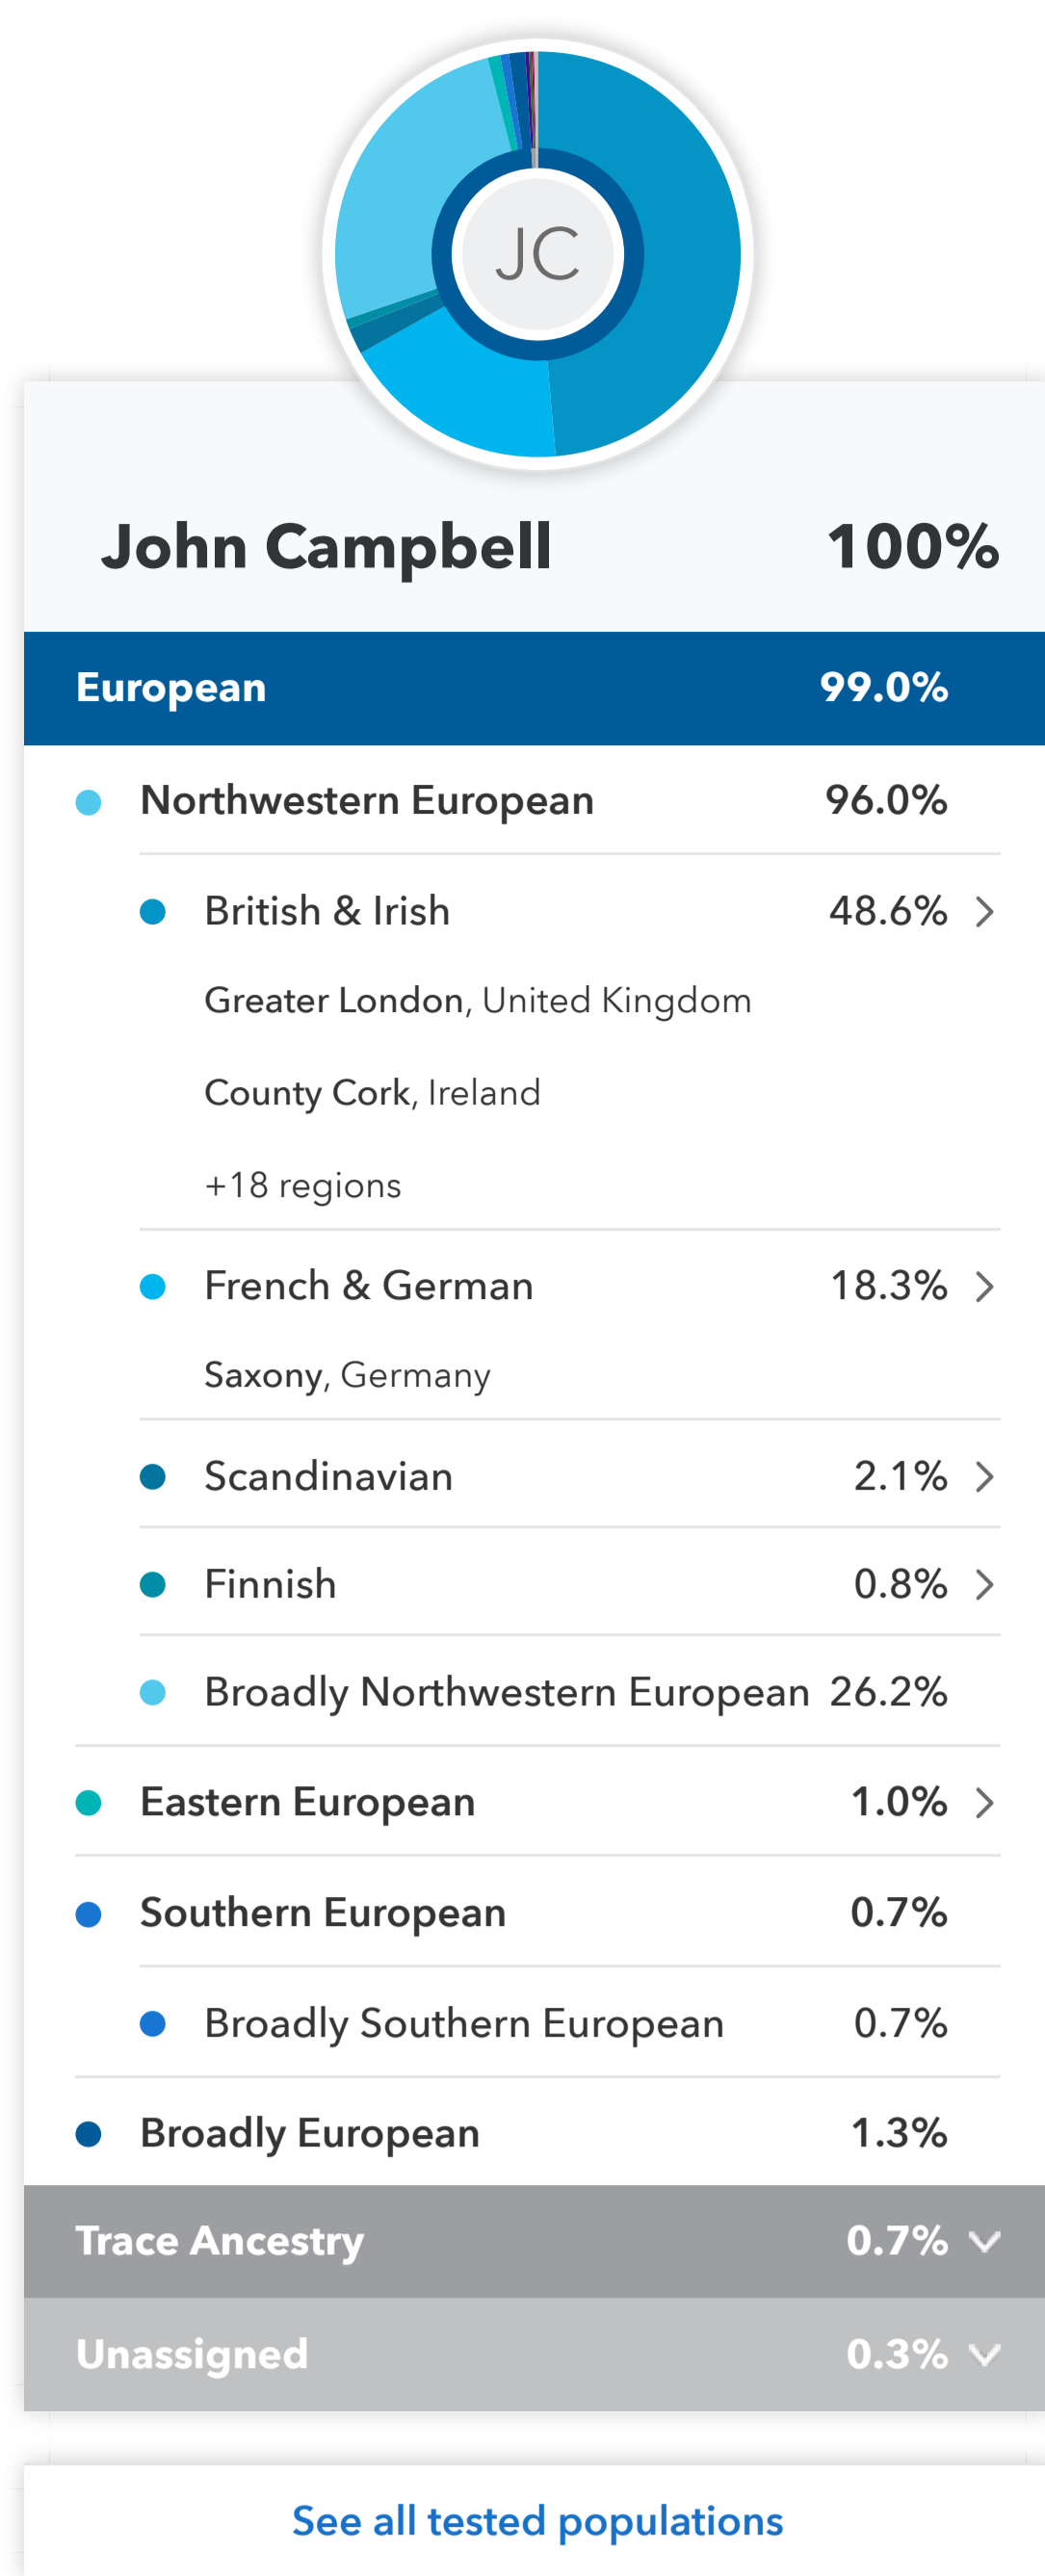 JC
John Campbell 100%
European 99.0%
Northwestern European 96.0%
British & Irish 48.6%
Greater London, United Kingdom
County Cork, Ireland
+18 regions
French & German 18.3%
Saxony, Germany
Scandinavian 2.1%
Finnish 0.8%
Broadly Northwestern European 26.2%
Eastern European 1.0%
Southern European 0.7%
Broadly Southern European 0.7%
Broadly European 1.3%
Trace Ancestry 0.7%
Unassigned 0.3%
See all tested populations